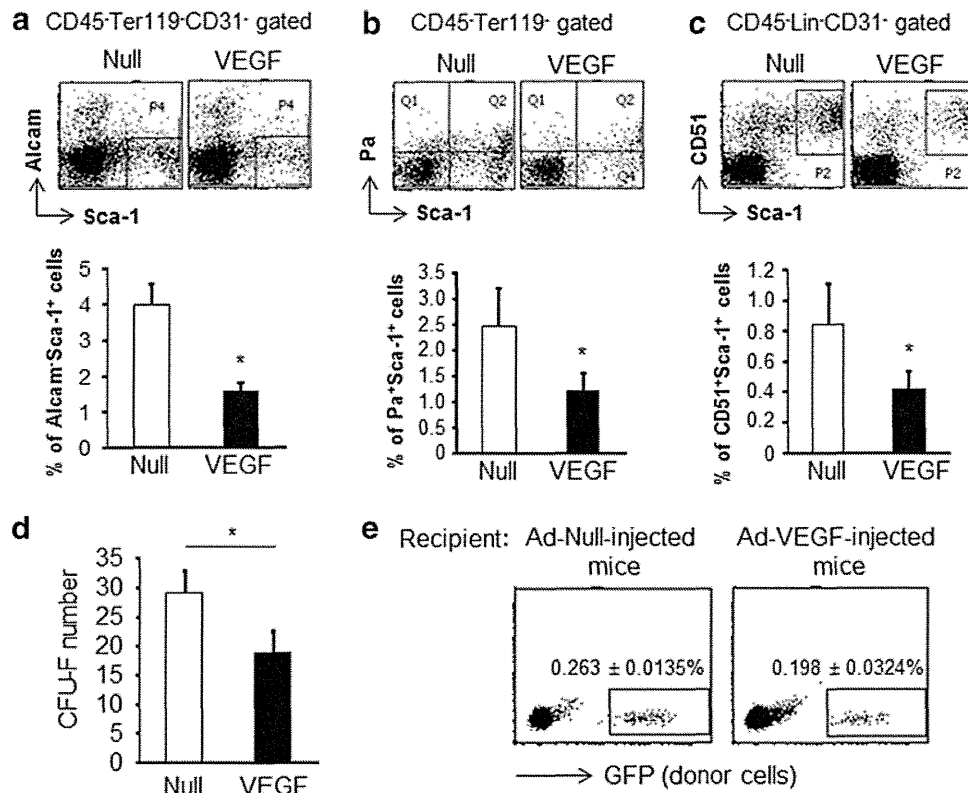 a CD45-Ter119-CD31- gated
Null VEGF
P4 P4
Alcam
Sca-1
% of Alcam-Sca-1+ cells
5
4
3
2
1
0
*
Null VEGF
b CD45-Ter119- gated
Null VEGF
Q1 Q2 Q1 Q2
Q4 Q4
Pa
Sca-1
% of Pa+Sca-1+ cells
3.5
3.0
2.5
2.0
1.5
1.0
0.5
0
*
Null VEGF
c CD45-Lin-CD31- gated
Null VEGF
P2 P2
CD51
Sca-1
% of CD51+Sca-1+ cells
1.2
1.0
0.8
0.6
0.4
0.2
0
*
Null VEGF
d
CFU-F number
35
30
25
20
15
10
5
0
*
Null VEGF
e Recipient: Ad-Null-injected mice Ad-VEGF-injected mice
0.263 ± 0.0135% 0.198 ± 0.0324%
GFP (donor cells)